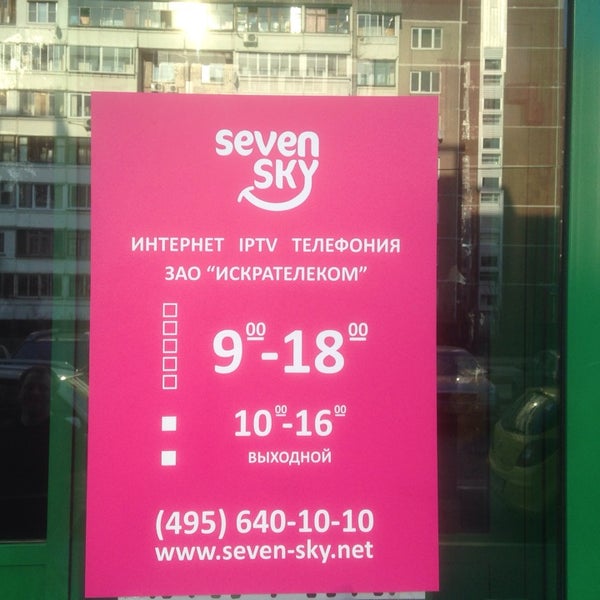 seven
SKY
ИНТЕРНЕТ IPTV ТЕЛЕФОНИЯ
ЗАО "ИСКРАТЕЛЕКОМ"
9⁰⁰-18⁰⁰
10⁰⁰-16⁰⁰
ВЫХОДНОЙ
(495) 640-10-10
www.seven-sky.net